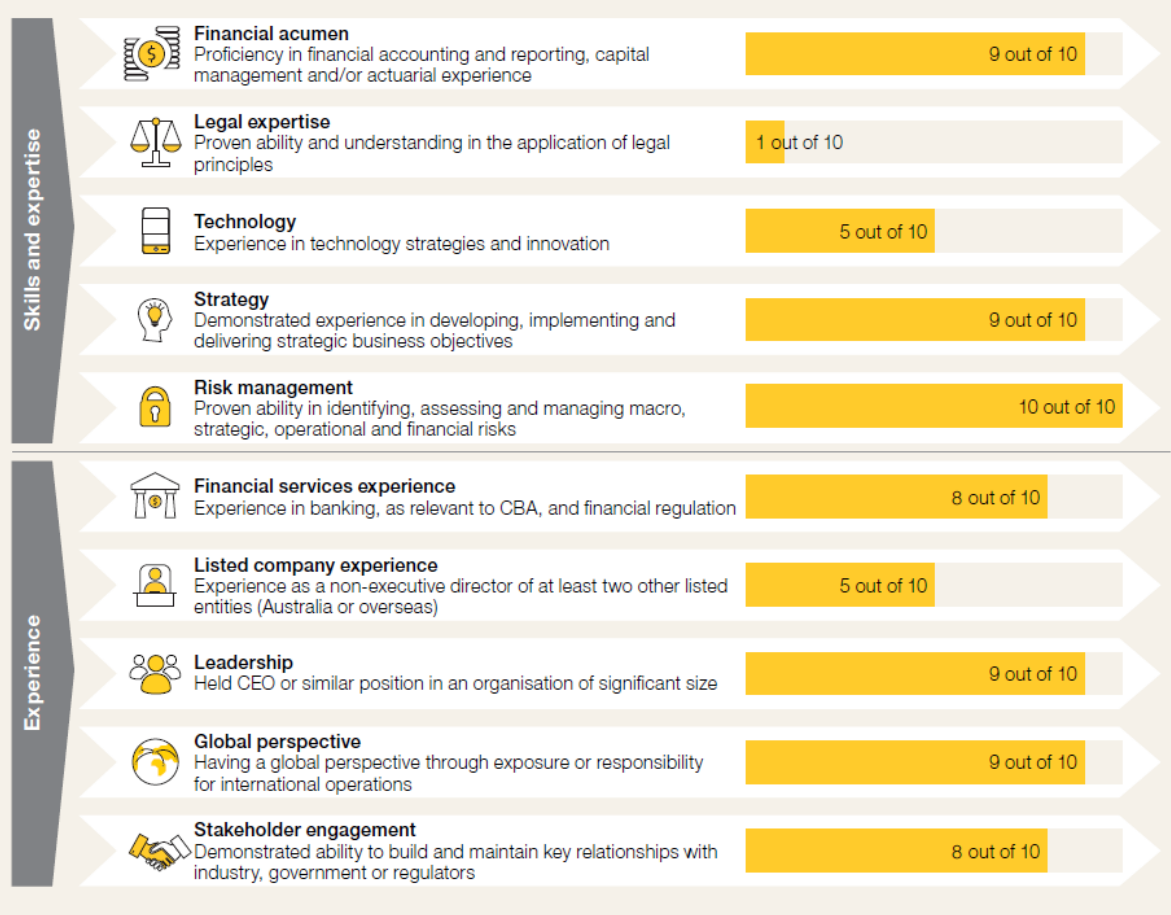 Skills and expertise
Financial acumen
Proficiency in financial accounting and reporting, capital
management and/or actuarial experience
9 out of 10
Legal expertise
Proven ability and understanding in the application of legal
principles
1 out of 10
Technology
Experience in technology strategies and innovation
5 out of 10
Strategy
Demonstrated experience in developing, implementing and
delivering strategic business objectives
9 out of 10
Risk management
Proven ability in identifying, assessing and managing macro,
strategic, operational and financial risks
10 out of 10
Experience
Financial services experience
Experience in banking, as relevant to CBA, and financial regulation
8 out of 10
Listed company experience
Experience as a non-executive director of at least two other listed
entities (Australia or overseas)
5 out of 10
Leadership
Held CEO or similar position in an organisation of significant size
9 out of 10
Global perspective
Having a global perspective through exposure or responsibility
for international operations
9 out of 10
Stakeholder engagement
Demonstrated ability to build and maintain key relationships with
industry, government or regulators
8 out of 10